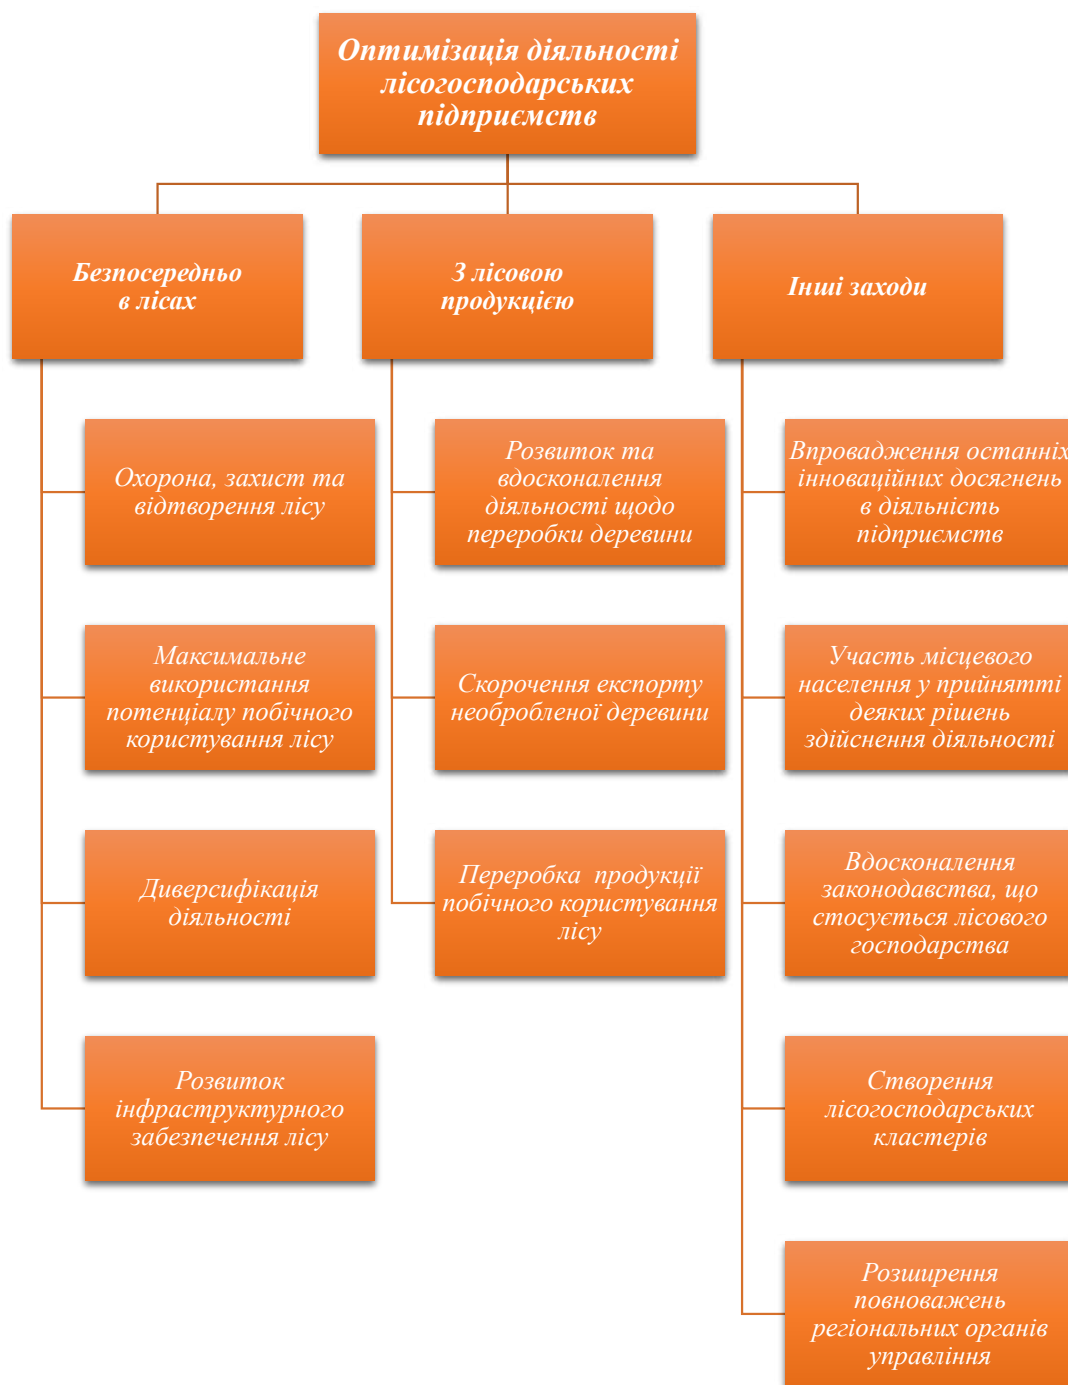 Оптимізація діяльності
лісогосподарських
підприємств
Безпосередньо
в лісах
З лісовою
продукцією
Інші заходи
Охорона, захист та
відтворення лісу
Розвиток та
вдосконалення
діяльності щодо
переробки деревини
Впровадження останніх
інноваційних досягнень
в діяльність
підприємств
Максимальне
використання
потенціалу побічного
користування лісу
Скорочення експорту
необробленої деревини
Участь місцевого
населення у прийнятті
деяких рішень
здійснення діяльності
Диверсифікація
діяльності
Переробка продукції
побічного користування
лісу
Вдосконалення
законодавства, що
стосується лісового
господарства
Розвиток
інфраструктурного
забезпечення лісу
Створення
лісогосподарських
кластерів
Розширення
повноважень
регіональних органів
управління